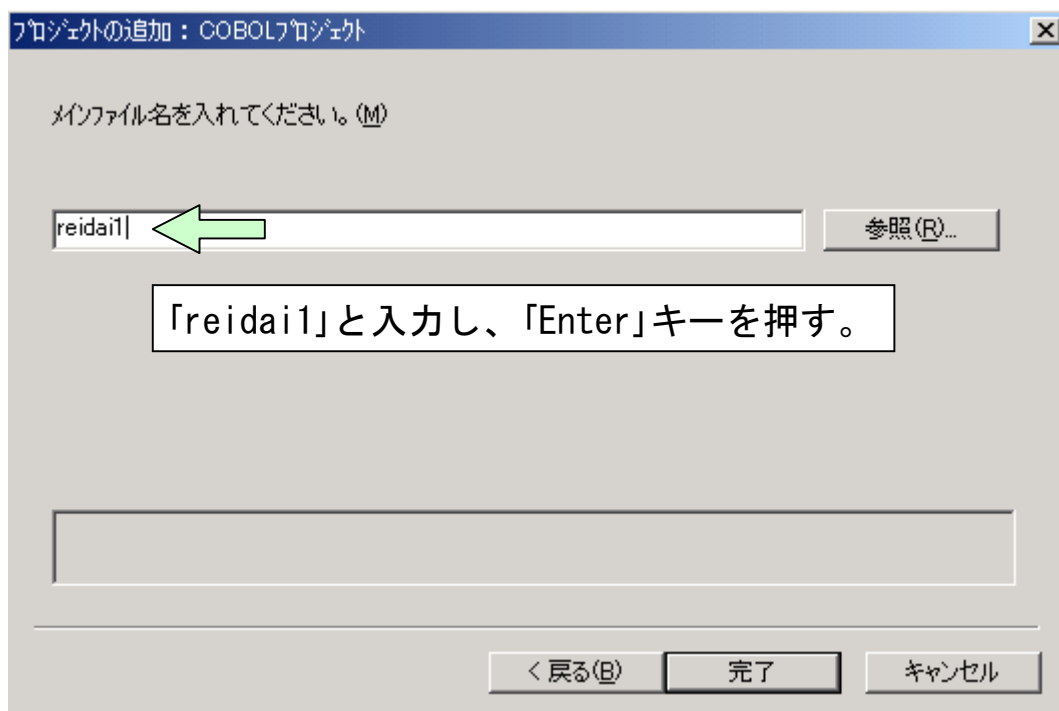 ﾌﾟﾛｼﾞｪｸﾄの追加：COBOLﾌﾟﾛｼﾞｪｸﾄ
ﾒｲﾝﾌｧｲﾙ名を入れてください。(M)
reidai1
参照(R)...
｢reidai1｣と入力し、｢Enter｣キーを押す。
< 戻る(B)
完了
キャンセル